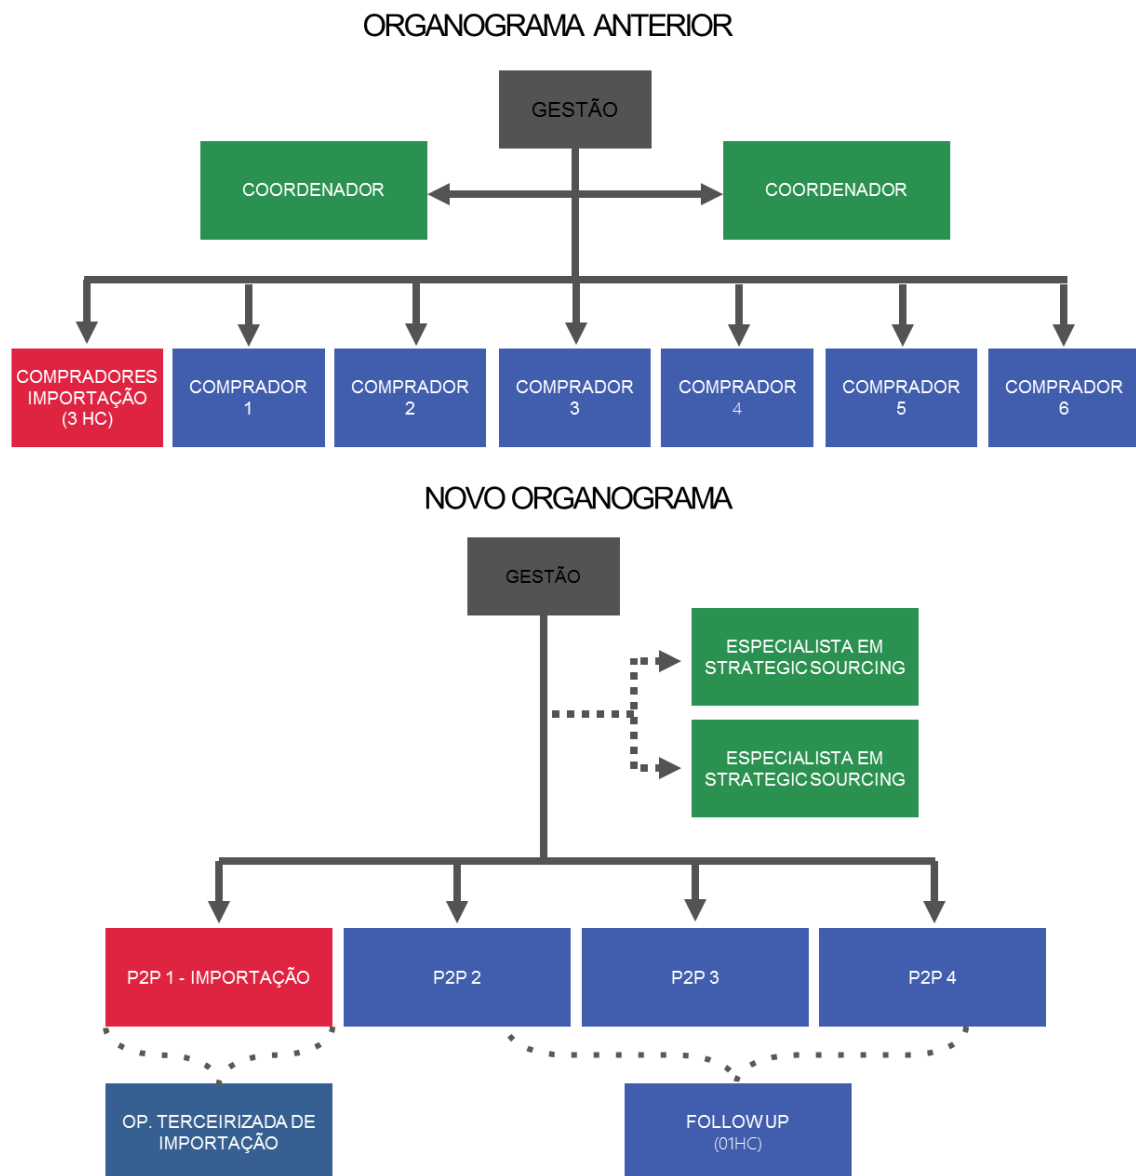 ORGANOGRAMA ANTERIOR
GESTÃO
COORDENADOR
COORDENADOR
COMPRADORES
IMPORTAÇÃO
(3 HC)
COMPRADOR
1
COMPRADOR
2
COMPRADOR
3
COMPRADOR
4
COMPRADOR
5
COMPRADOR
6
NOVO ORGANOGRAMA
GESTÃO
ESPECIALISTA EM
STRATEGIC SOURCING
ESPECIALISTA EM
STRATEGIC SOURCING
P2P 1 - IMPORTAÇÃO
P2P 2
P2P 3
P2P 4
OP. TERCEIRIZADA DE
IMPORTAÇÃO
FOLLOW UP
(01HC)